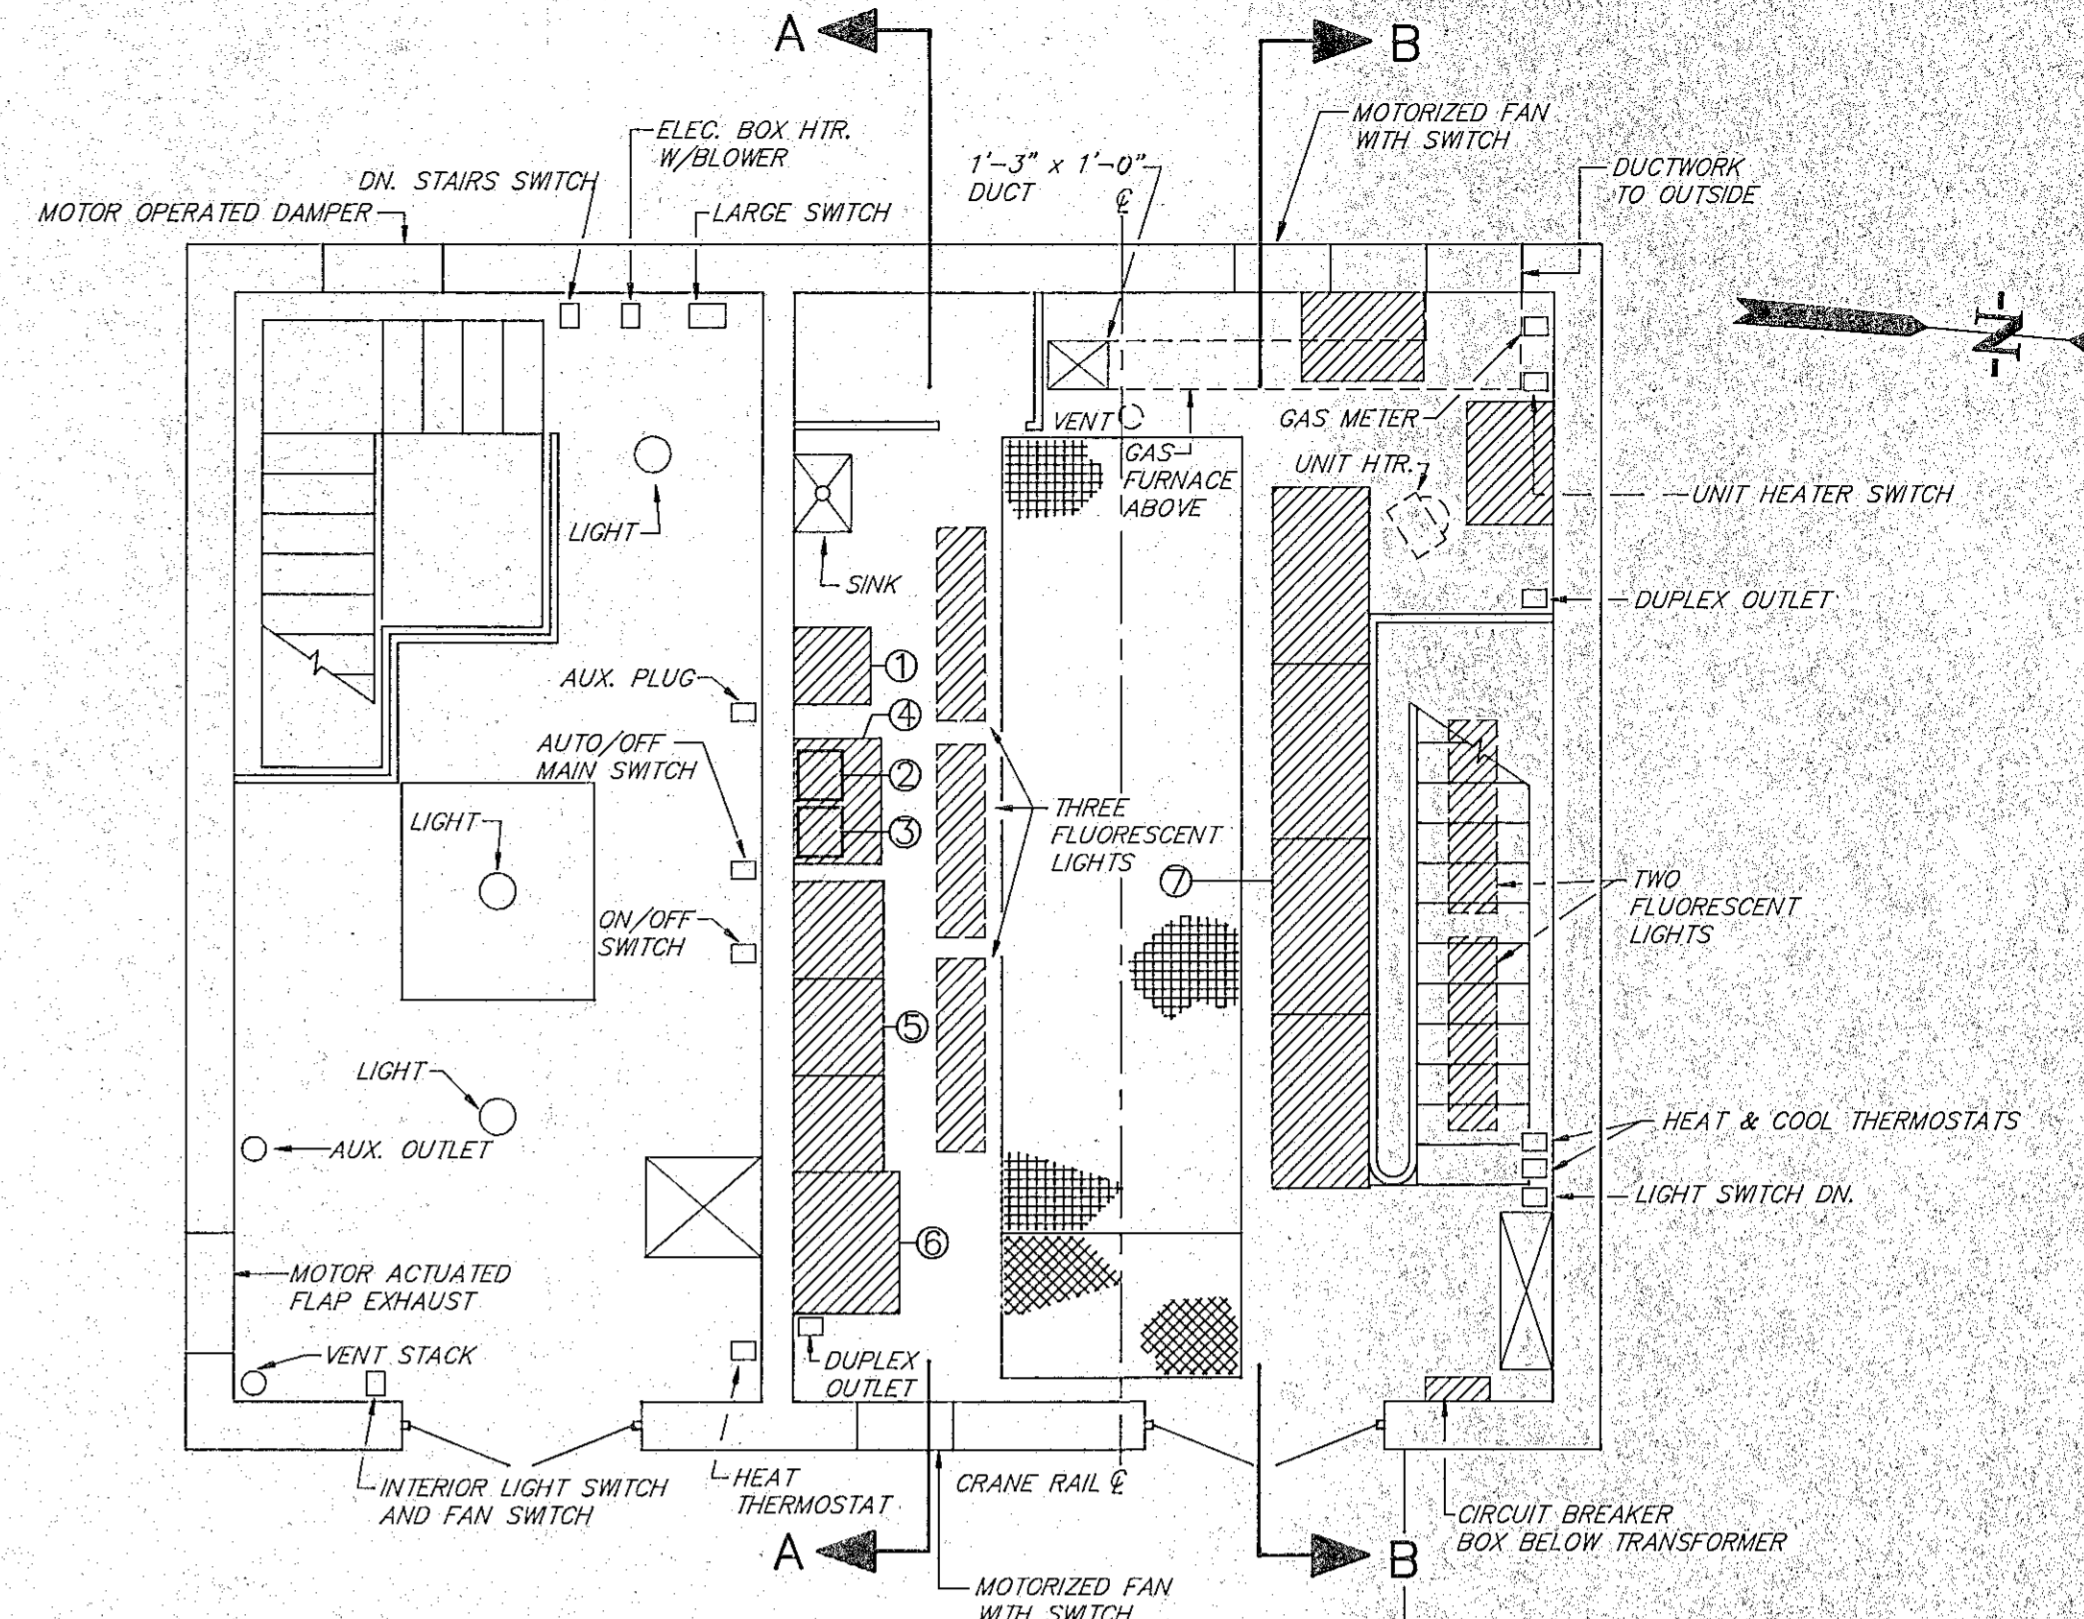 A
B
ELEC. BOX HTR.
W/BLOWER
1'-3" x 1'-0"
DUCT
℄
MOTORIZED FAN
WITH SWITCH
DUCTWORK
TO OUTSIDE
DN. STAIRS SWITCH
MOTOR OPERATED DAMPER
LARGE SWITCH
-N-
VENT
GAS
FURNACE
ABOVE
GAS METER
UNIT HTR.
UNIT HEATER SWITCH
LIGHT
SINK
DUPLEX OUTLET
AUX. PLUG
1
4
AUTO/OFF
MAIN SWITCH
2
3
LIGHT
THREE
FLUORESCENT
LIGHTS
7
TWO
FLUORESCENT
LIGHTS
ON/OFF
SWITCH
5
LIGHT
AUX. OUTLET
HEAT & COOL THERMOSTATS
LIGHT SWITCH DN.
6
MOTOR ACTUATED
FLAP EXHAUST
VENT STACK
DUPLEX
OUTLET
INTERIOR LIGHT SWITCH
AND FAN SWITCH
HEAT
THERMOSTAT
CRANE RAIL ℄
CIRCUIT BREAKER
BOX BELOW TRANSFORMER
A
B
MOTORIZED FAN
WITH SWITCH